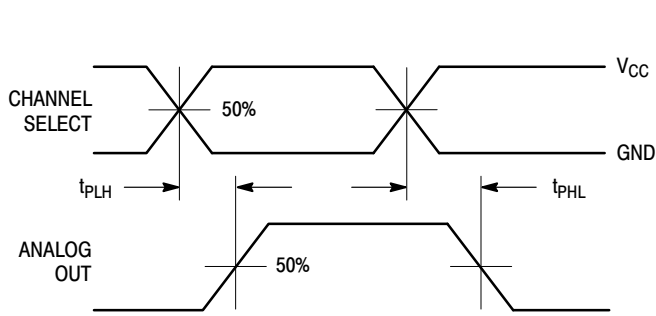 V_CC
CHANNEL
SELECT
50%
GND
t_PLH
t_PHL
ANALOG
OUT
50%